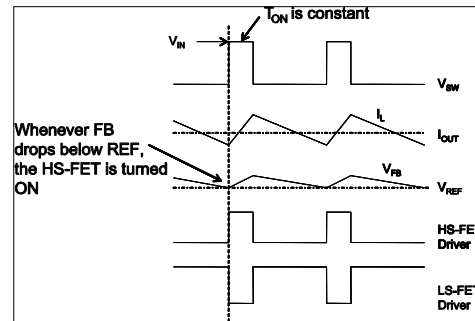 T_ON is constant
V_IN
V_SW
I_L
I_OUT
Whenever FB
drops below REF,
the HS-FET is turned
ON
V_FB
V_REF
HS-FE
Driver
LS-FET
Driver